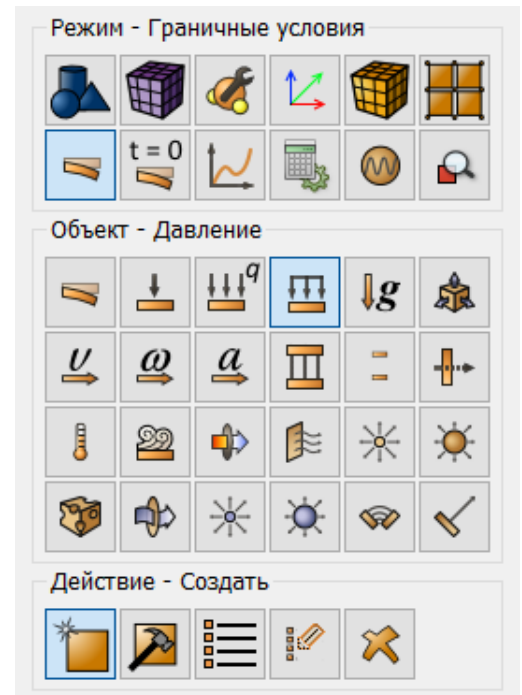 Режим - Граничные условия
t = 0
Объект - Давление
q
g
υ ω a
Действие - Создать